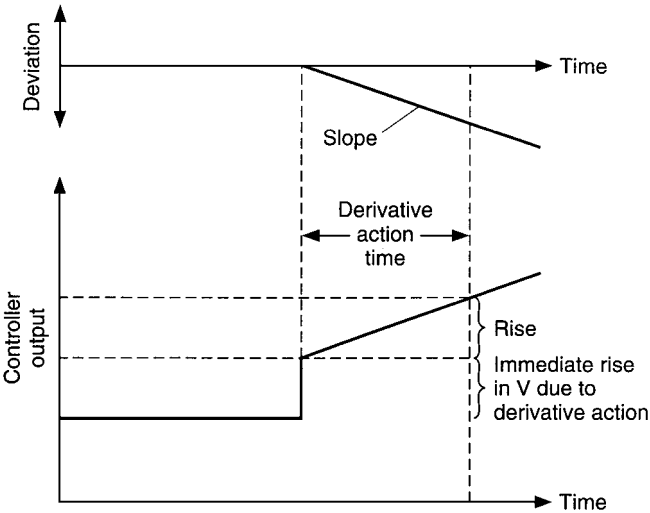 Deviation
Time
Slope
Derivative
action
time
Controller
output
Rise
Immediate rise
in V due to
derivative action
Time